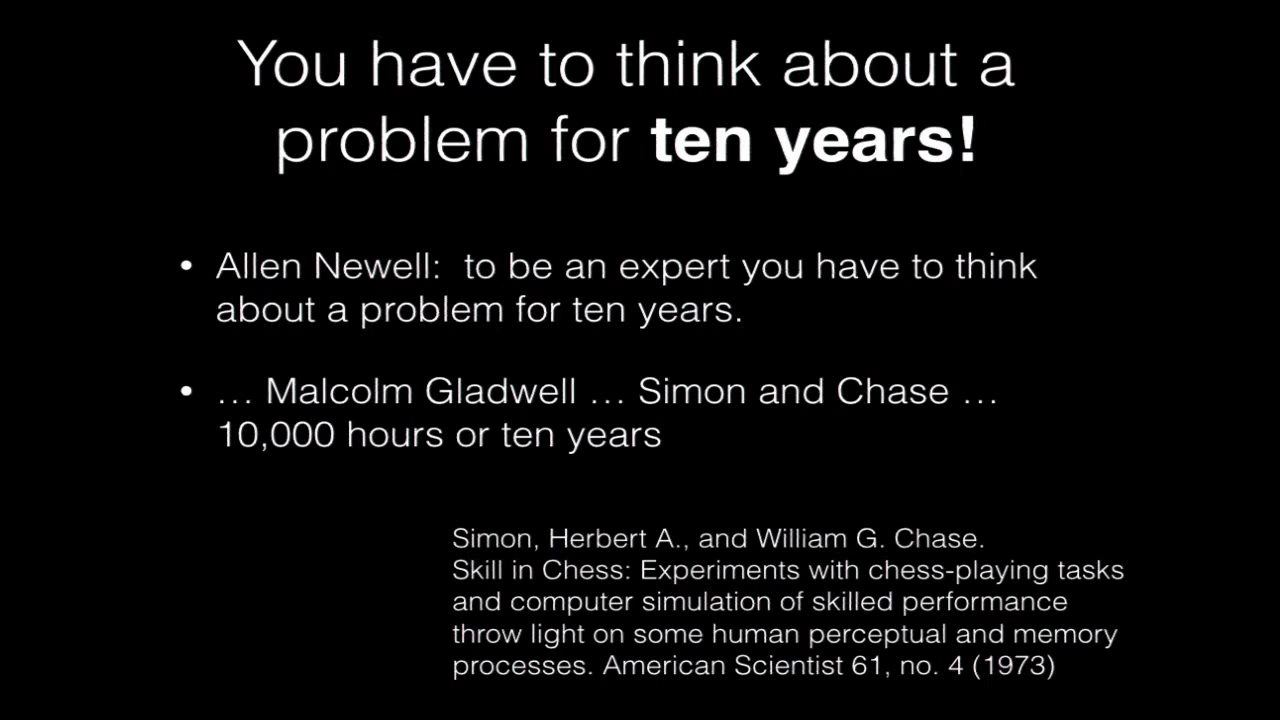 You have to think about a
problem for ten years!
• Allen Newell: to be an expert you have to think
about a problem for ten years.
• … Malcolm Gladwell … Simon and Chase …
10,000 hours or ten years
Simon, Herbert A., and William G. Chase.
Skill in Chess: Experiments with chess-playing tasks
and computer simulation of skilled performance
throw light on some human perceptual and memory
processes. American Scientist 61, no. 4 (1973)